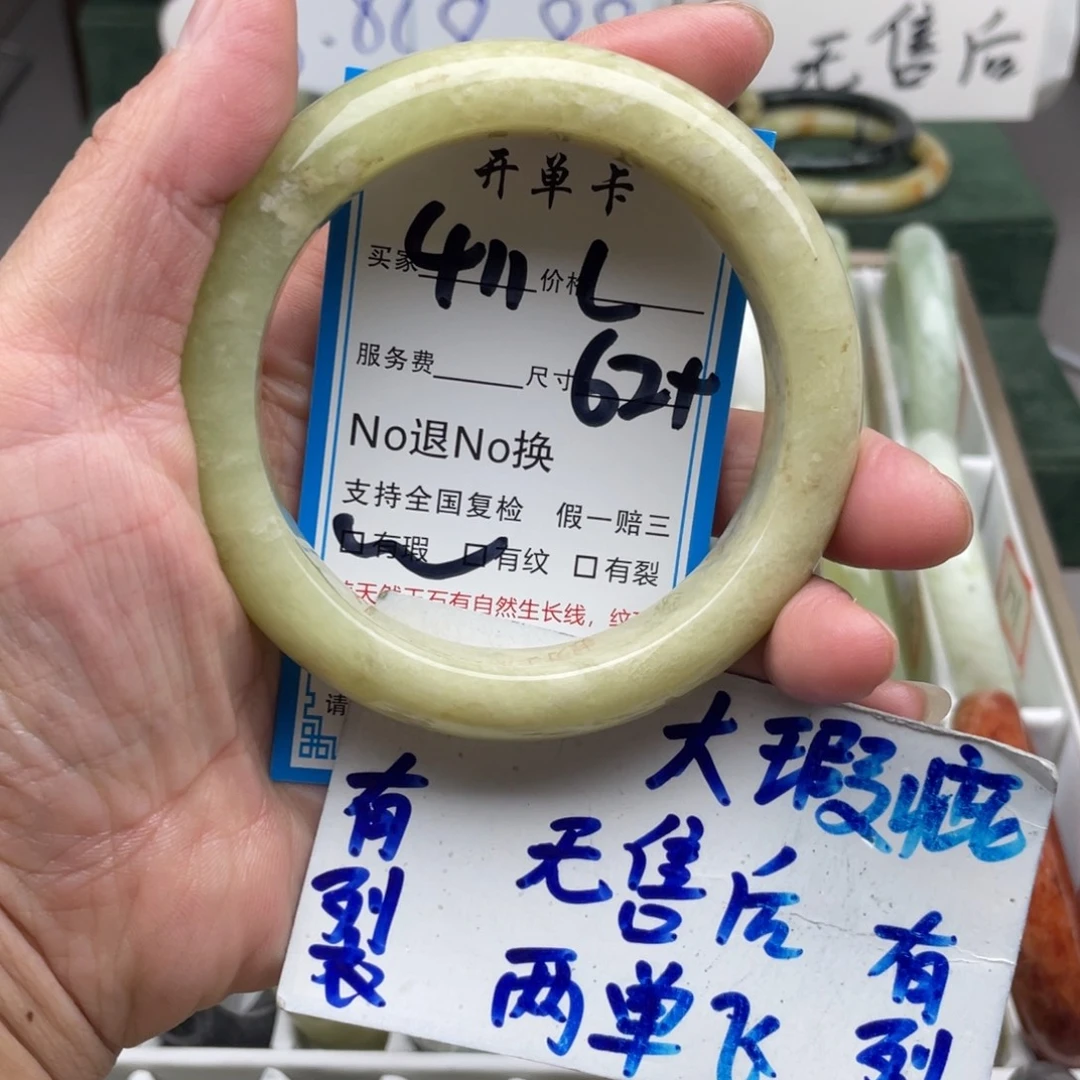 无售后
开单卡
买家 411 价格 L
服务费 尺寸 62+
No退No换
支持全国复检 假一赔三
口有瑕 口有纹 口有裂
天然玉石有自然生长线，纹
请
大瑕疵
有裂
无售后
两单飞
有裂